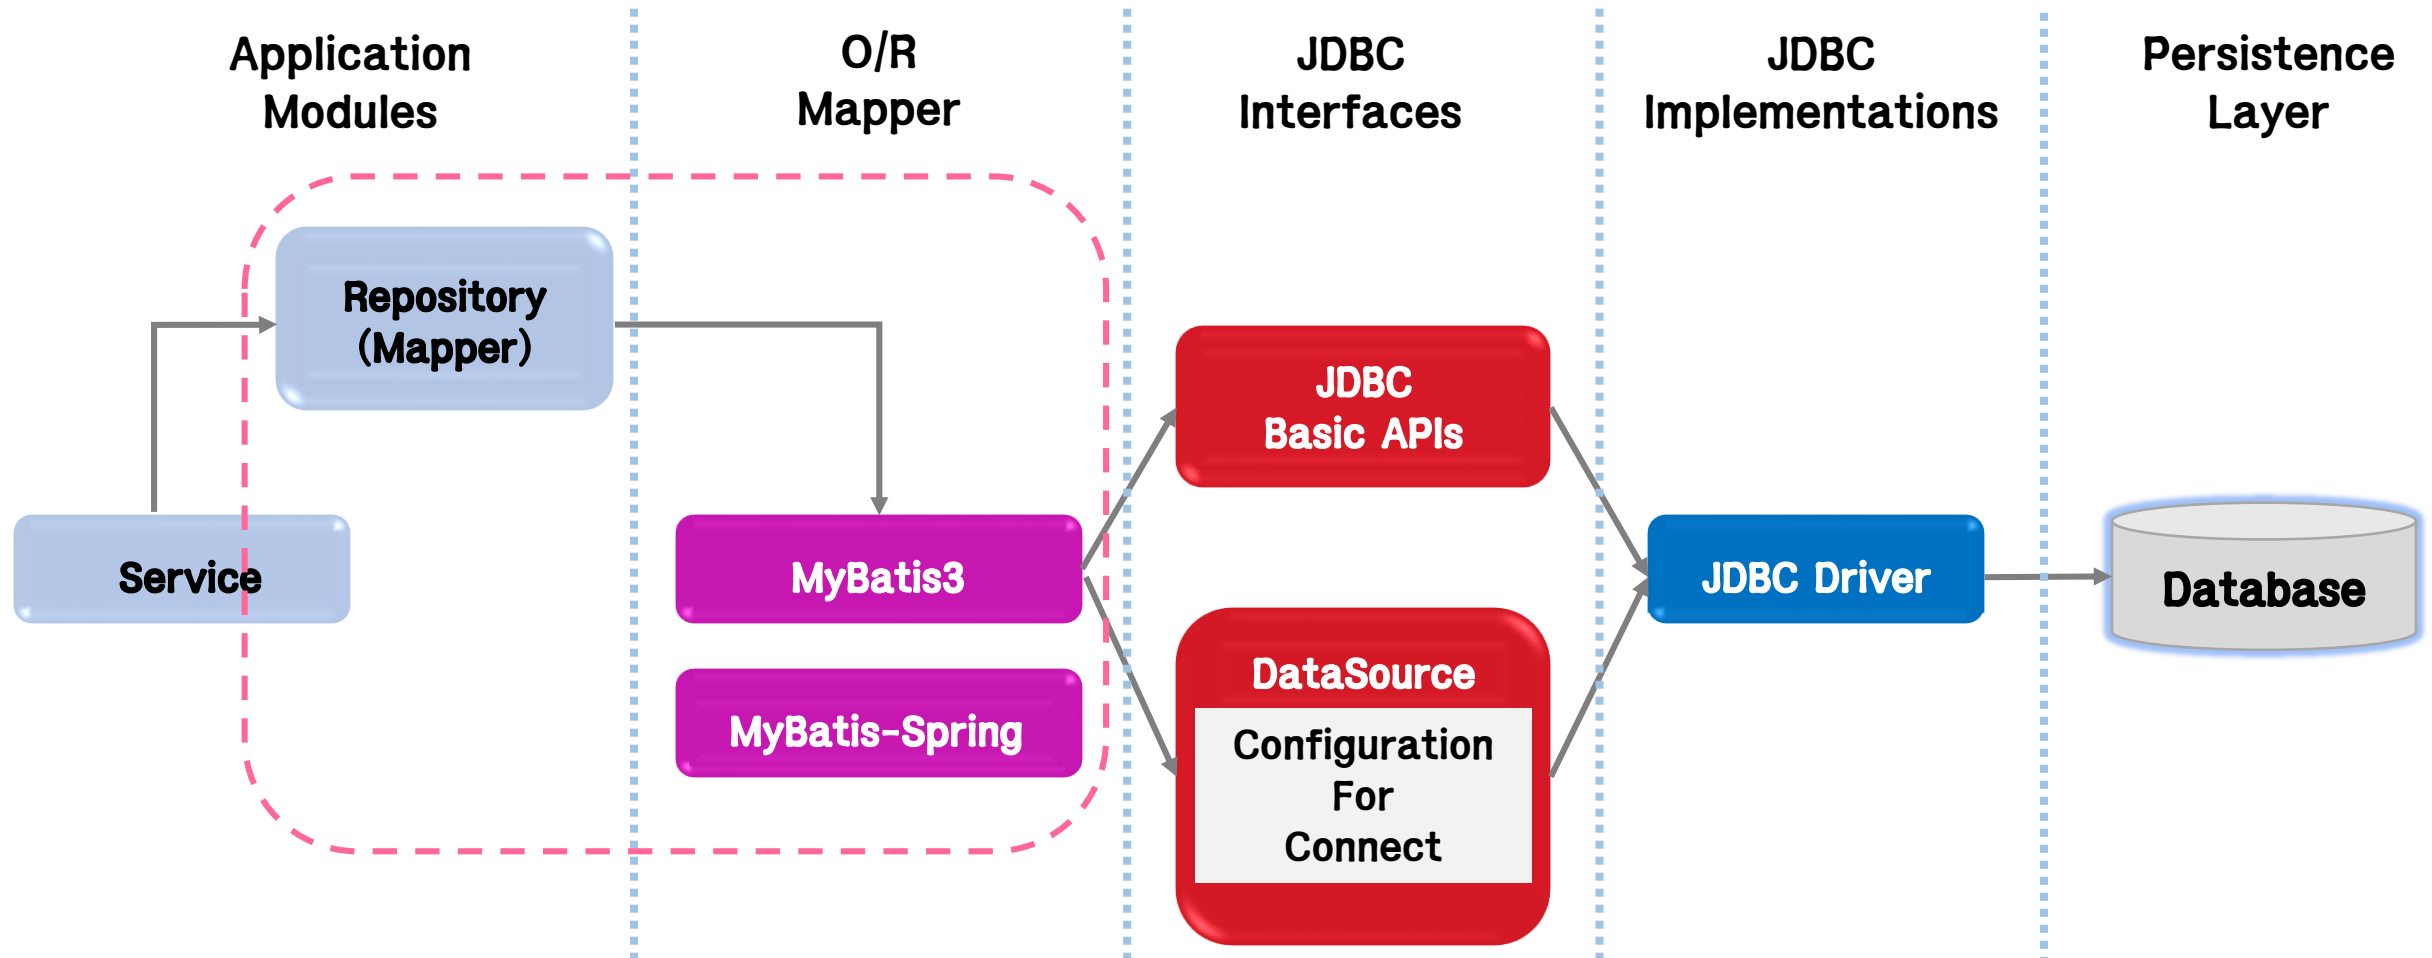 Application
Modules
O/R
Mapper
JDBC
Interfaces
JDBC
Implementations
Persistence
Layer
Repository
(Mapper)
Service
MyBatis3
MyBatis-Spring
JDBC
Basic APIs
DataSource
Configuration
For
Connect
JDBC Driver
Database